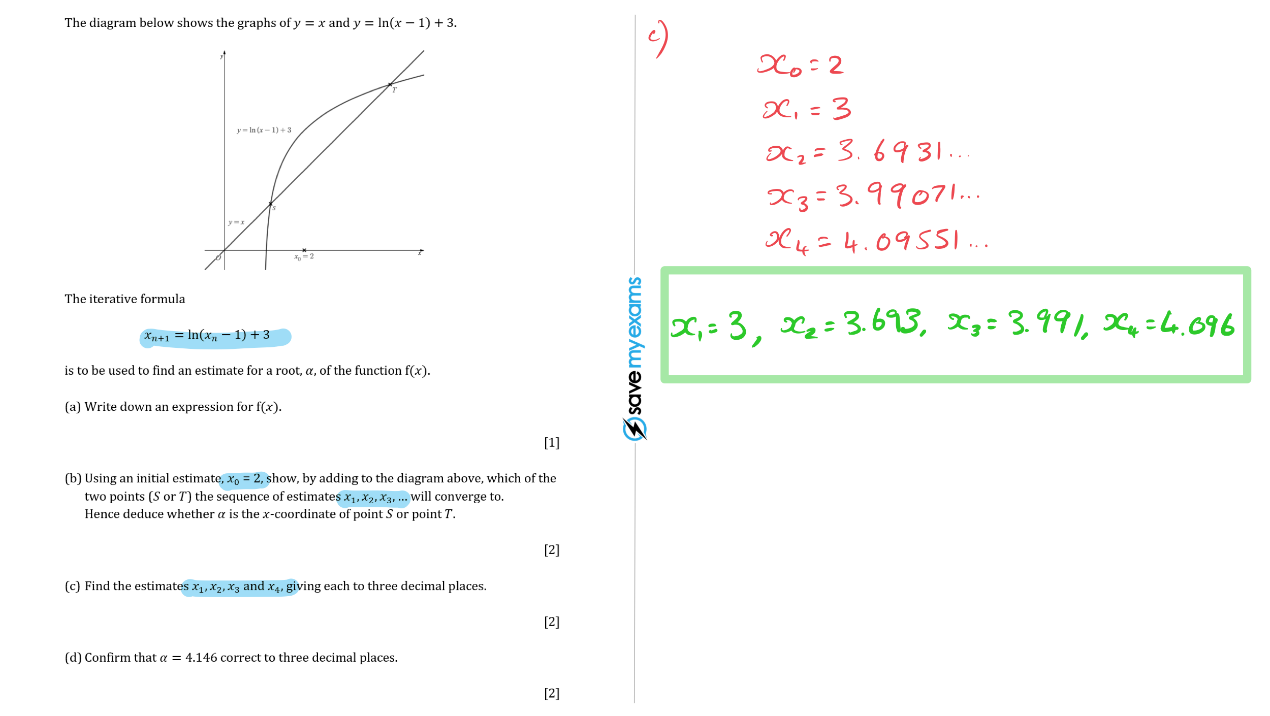 The diagram below shows the graphs of y = x and y = ln(x − 1) + 3.
y
T
y = ln (x − 1) + 3
S
y = x
O
x₀ = 2
x
The iterative formula
xₙ₊₁ = ln(xₙ − 1) + 3
is to be used to find an estimate for a root, α, of the function f(x).
(a) Write down an expression for f(x).
[1]
(b) Using an initial estimate, x₀ = 2, show, by adding to the diagram above, which of the
two points (S or T) the sequence of estimates x₁, x₂, x₃, … will converge to.
Hence deduce whether α is the x-coordinate of point S or point T.
[2]
(c) Find the estimates x₁, x₂, x₃ and x₄, giving each to three decimal places.
[2]
(d) Confirm that α = 4.146 correct to three decimal places.
[2]
save my exams
c)
x₀ = 2
x₁ = 3
x₂ = 3.6931...
x₃ = 3.99071...
x₄ = 4.09551...
x₁ = 3, x₂ = 3.693, x₃ = 3.991, x₄ = 4.096